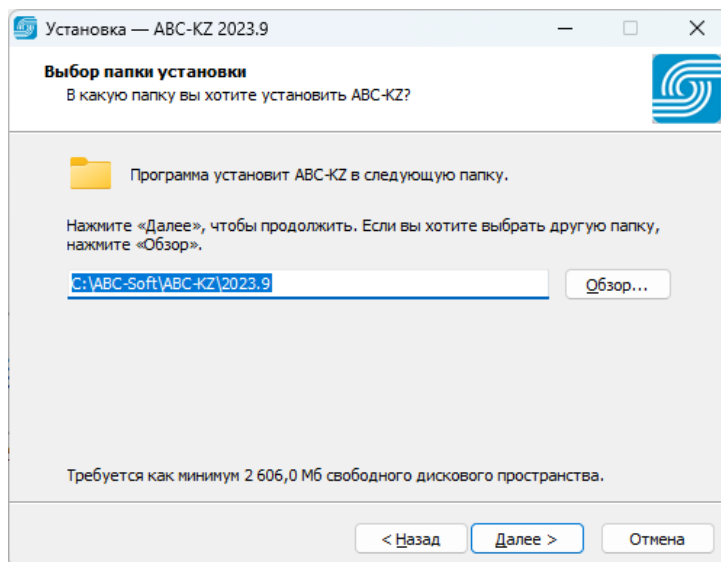 Установка — ABC-KZ 2023.9
Выбор папки установки
В какую папку вы хотите установить ABC-KZ?
Программа установит ABC-KZ в следующую папку.
Нажмите «Далее», чтобы продолжить. Если вы хотите выбрать другую папку,
нажмите «Обзор».
C:\ABC-Soft\ABC-KZ\2023.9
Обзор...
Требуется как минимум 2 606,0 Мб свободного дискового пространства.
< Назад
Далее >
Отмена